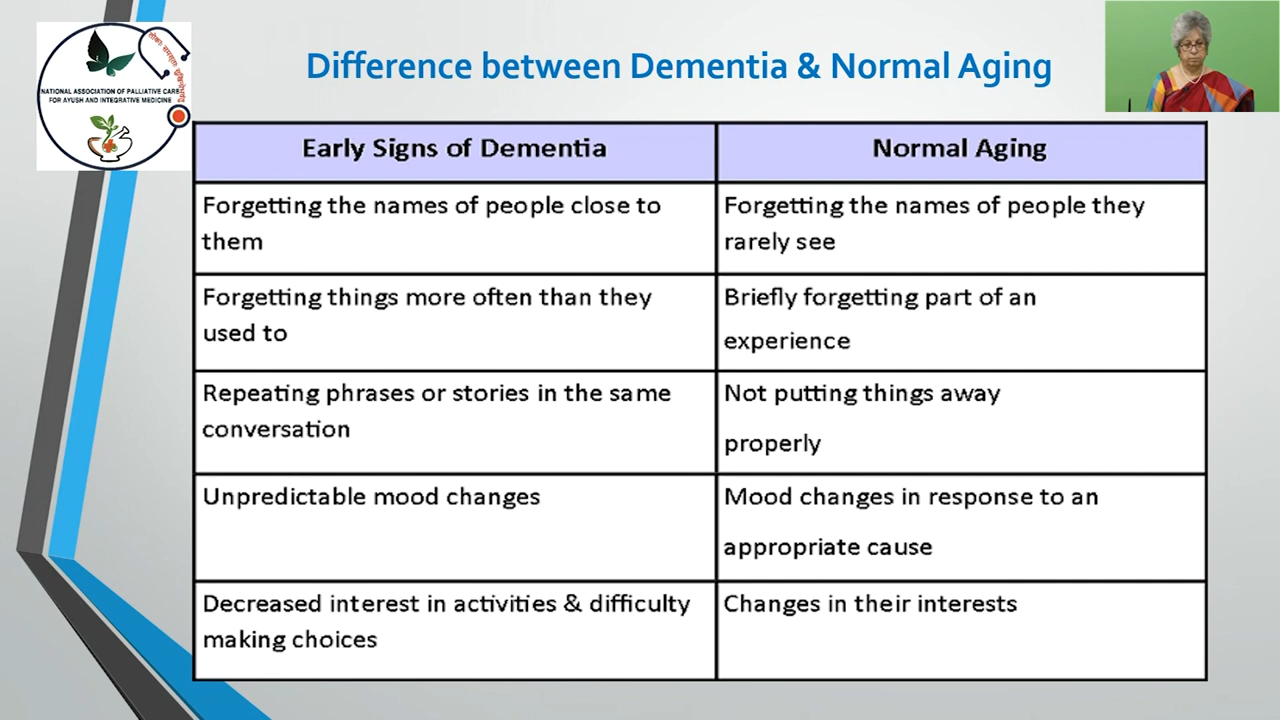 Difference between Dementia & Normal Aging
NATIONAL ASSOCIATION OF PALLIATIVE CARE
FOR AYUSH AND INTEGRATIVE MEDICINE
Early Signs of Dementia
Normal Aging
Forgetting the names of people close to
them
Forgetting the names of people they
rarely see
Forgetting things more often than they
used to
Briefly forgetting part of an
experience
Repeating phrases or stories in the same
conversation
Not putting things away
properly
Unpredictable mood changes
Mood changes in response to an
appropriate cause
Decreased interest in activities & difficulty
making choices
Changes in their interests